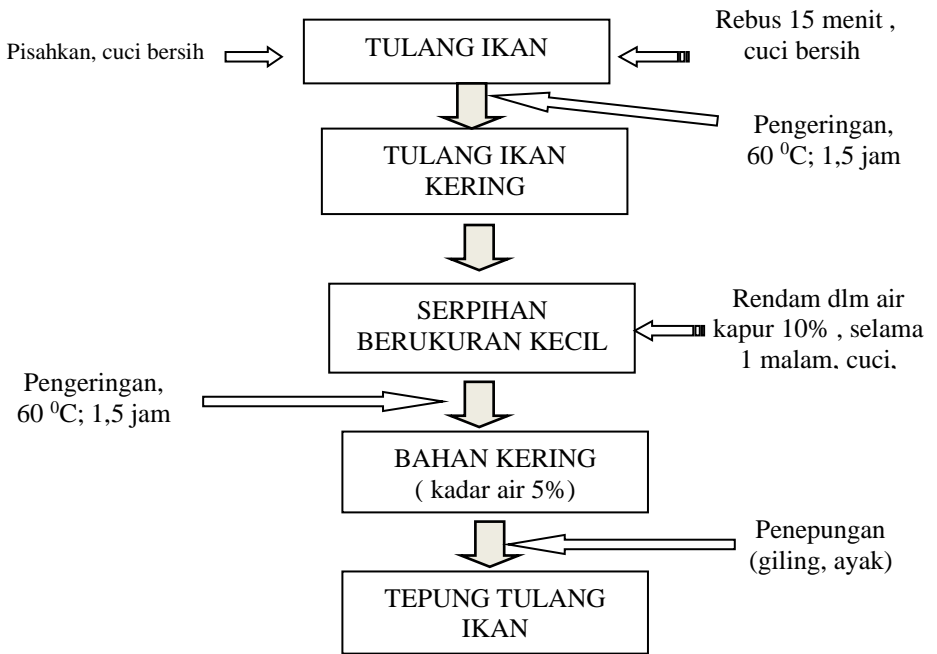 Pisahkan, cuci bersih
TULANG IKAN
Rebus 15 menit ,
cuci bersih
Pengeringan,
60 ⁰C; 1,5 jam
TULANG IKAN
KERING
SERPIHAN
BERUKURAN KECIL
Rendam dlm air
kapur 10% , selama
1 malam, cuci,
Pengeringan,
60 ⁰C; 1,5 jam
BAHAN KERING
( kadar air 5%)
Penepungan
(giling, ayak)
TEPUNG TULANG
IKAN